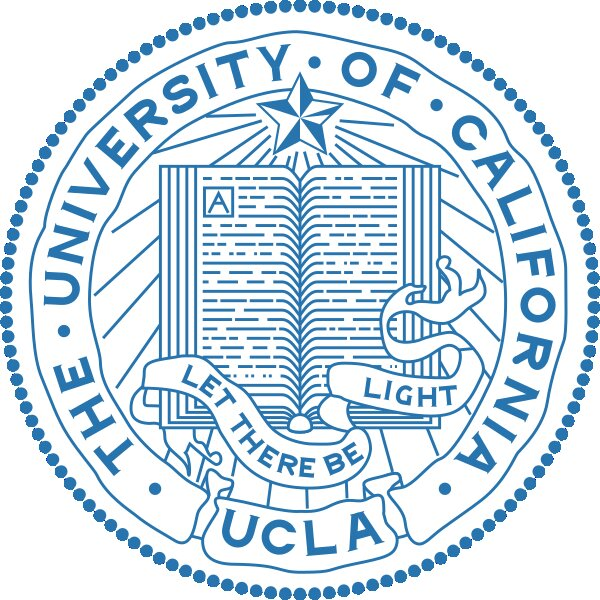 THE · UNIVERSITY · OF · CALIFORNIA
A
LET THERE BE
LIGHT
UCLA